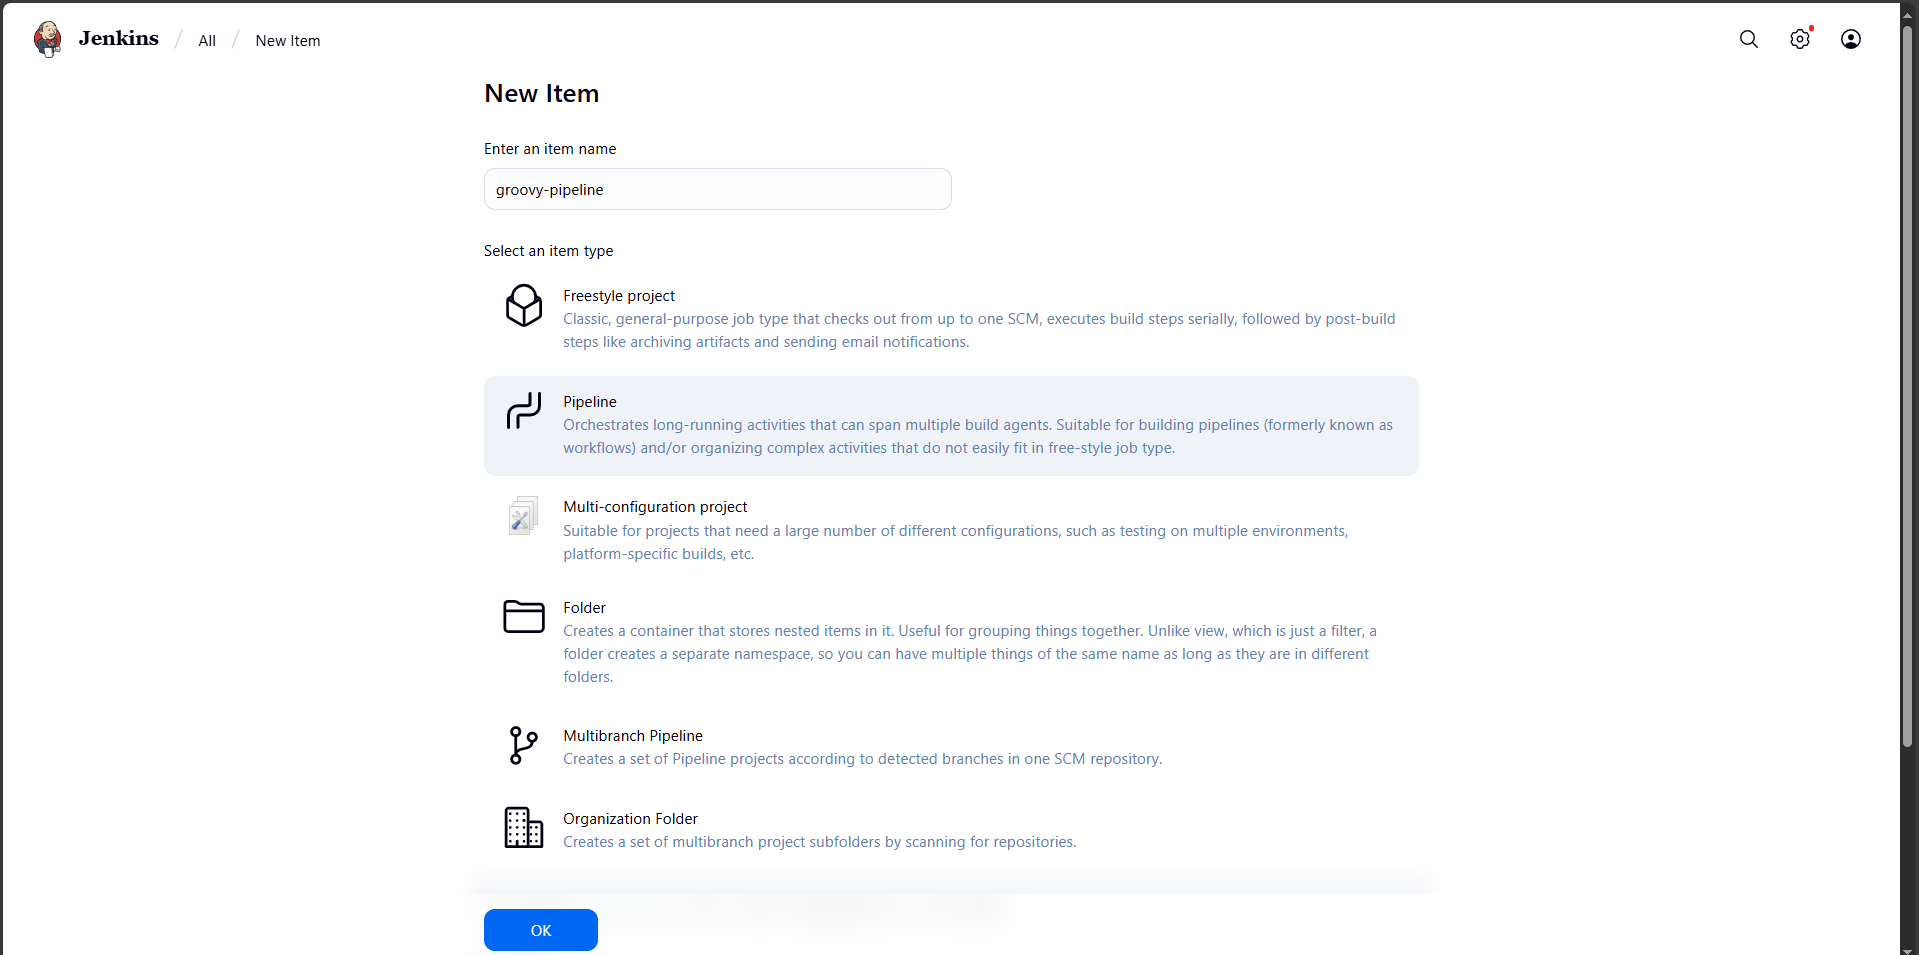 Jenkins / All / New Item
New Item
Enter an item name
groovy-pipeline
Select an item type
Freestyle project
Classic, general-purpose job type that checks out from up to one SCM, executes build steps serially, followed by post-build
steps like archiving artifacts and sending email notifications.
Pipeline
Orchestrates long-running activities that can span multiple build agents. Suitable for building pipelines (formerly known as
workflows) and/or organizing complex activities that do not easily fit in free-style job type.
Multi-configuration project
Suitable for projects that need a large number of different configurations, such as testing on multiple environments,
platform-specific builds, etc.
Folder
Creates a container that stores nested items in it. Useful for grouping things together. Unlike view, which is just a filter, a
folder creates a separate namespace, so you can have multiple things of the same name as long as they are in different
folders.
Multibranch Pipeline
Creates a set of Pipeline projects according to detected branches in one SCM repository.
Organization Folder
Creates a set of multibranch project subfolders by scanning for repositories.
OK